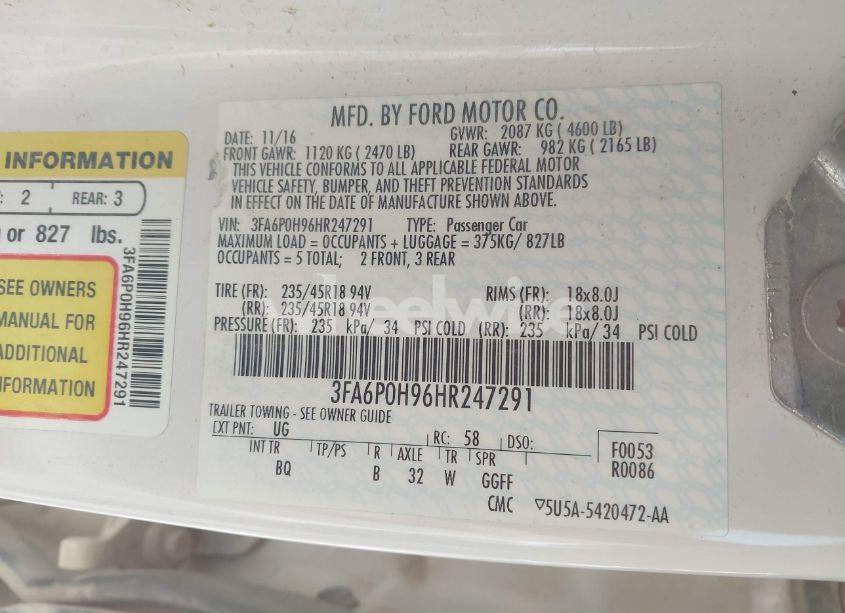 INFORMATION
2 REAR: 3
or 827 lbs.
SEE OWNERS
MANUAL FOR
ADDITIONAL
INFORMATION
3FA6P0H96HR247291
MFD. BY FORD MOTOR CO.
DATE: 11/16 GVWR: 2087 KG ( 4600 LB)
FRONT GAWR: 1120 KG ( 2470 LB) REAR GAWR: 982 KG ( 2165 LB)
THIS VEHICLE CONFORMS TO ALL APPLICABLE FEDERAL MOTOR
VEHICLE SAFETY, BUMPER, AND THEFT PREVENTION STANDARDS
IN EFFECT ON THE DATE OF MANUFACTURE SHOWN ABOVE.
VIN: 3FA6P0H96HR247291 TYPE: Passenger Car
MAXIMUM LOAD = OCCUPANTS + LUGGAGE = 375KG/ 827LB
OCCUPANTS = 5 TOTAL; 2 FRONT, 3 REAR
TIRE (FR): 235/45R18 94V RIMS (FR): 18x8.0J
(RR): 235/45R18 94V (RR): 18x8.0J
PRESSURE (FR): 235 kPa/ 34 PSI COLD (RR): 235 kPa/ 34 PSI COLD
3FA6P0H96HR247291
TRAILER TOWING - SEE OWNER GUIDE
EXT PNT: UG RC: 58 DSO: F0053
INT TR TP/PS R AXLE TR SPR R0086
BQ B 32 W GGFF
CMC ▽5U5A-5420472-AA